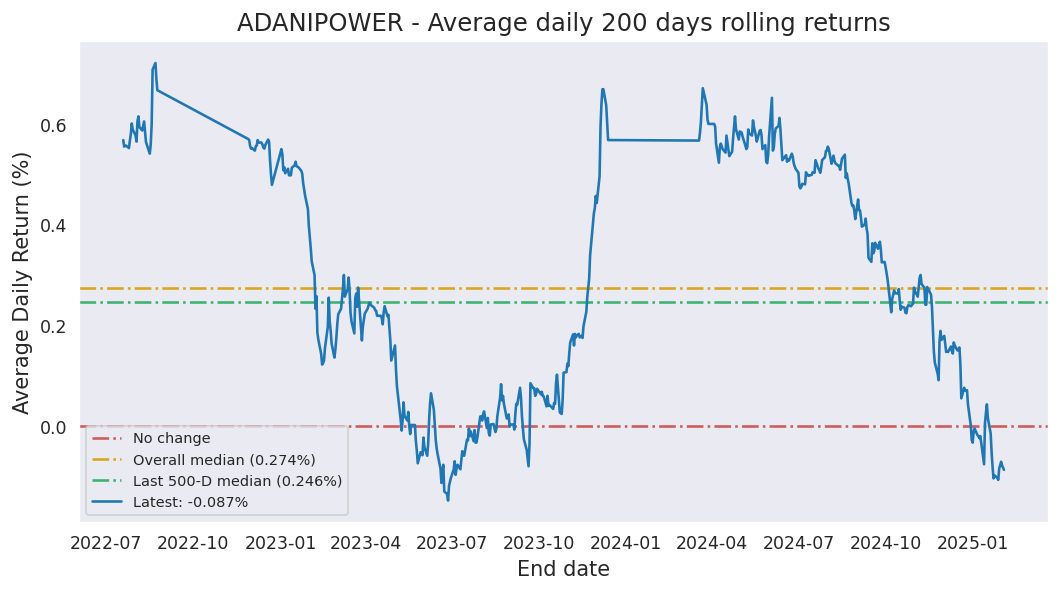 ADANIPOWER - Average daily 200 days rolling returns
Average Daily Return (%)
0.6
0.4
0.2
0.0
No change
Overall median (0.274%)
Last 500-D median (0.246%)
Latest: -0.087%
2022-07 2022-10 2023-01 2023-04 2023-07 2023-10 2024-01 2024-04 2024-07 2024-10 2025-01
End date